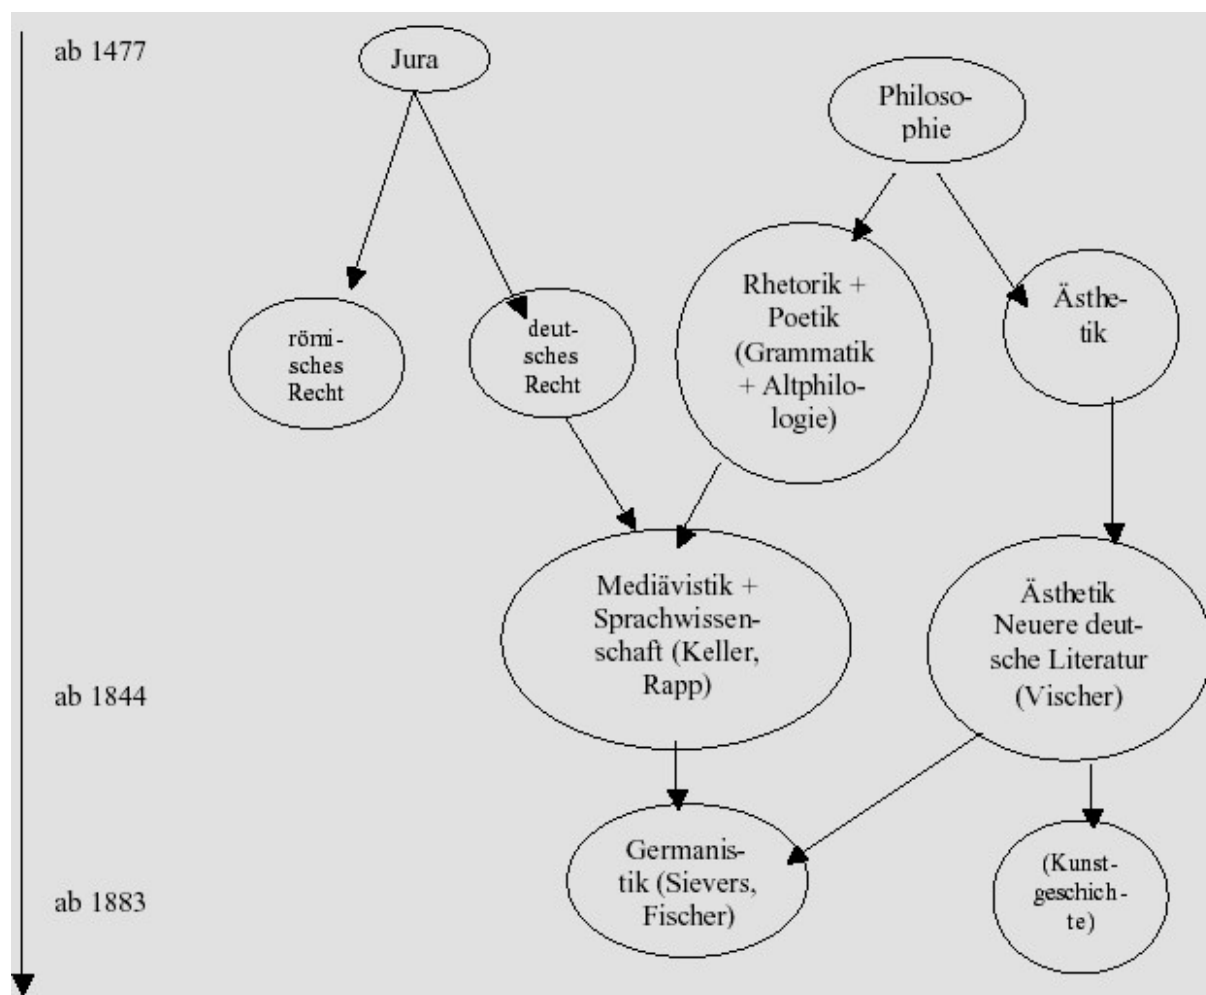 ab 1477
Jura
Philoso-
phie
Rhetorik +
Poetik
(Grammatik
+ Altphilo-
logie)
Ästhe-
tik
römi-
sches
Recht
deut-
sches
Recht
Mediävistik +
Sprachwissen-
schaft (Keller,
Rapp)
Ästhetik
Neuere deut-
sche Literatur
(Vischer)
ab 1844
Germanis-
tik (Sievers,
Fischer)
(Kunst-
geschich-
te)
ab 1883